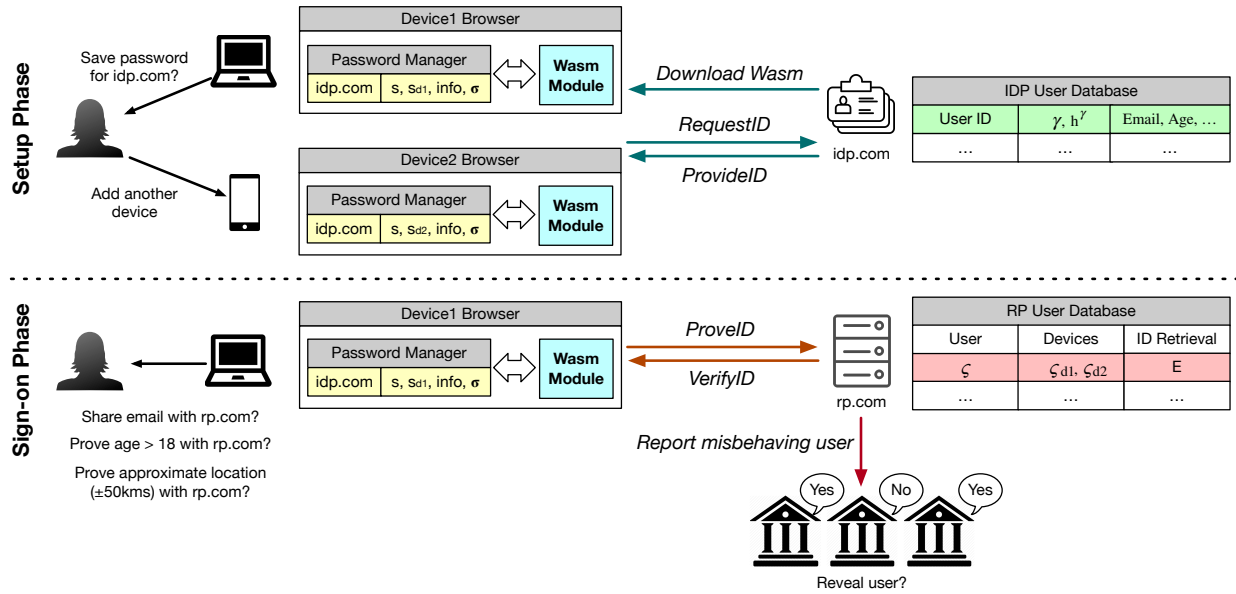 Setup Phase
Save password
for idp.com?
Add another
device
Device1 Browser
Password Manager
idp.com
s, sd1, info, σ
Wasm
Module
Device2 Browser
Password Manager
idp.com
s, sd2, info, σ
Wasm
Module
Download Wasm
RequestID
ProvideID
idp.com
IDP User Database
User ID
γ, h^γ
Email, Age, ...
...
...
...
Sign-on Phase
Share email with rp.com?
Prove age > 18 with rp.com?
Prove approximate location
(±50kms) with rp.com?
Device1 Browser
Password Manager
idp.com
s, sd1, info, σ
Wasm
Module
ProveID
VerifyID
rp.com
RP User Database
User
Devices
ID Retrieval
ς
ςd1, ςd2
E
...
...
...
Report misbehaving user
Yes
No
Yes
Reveal user?